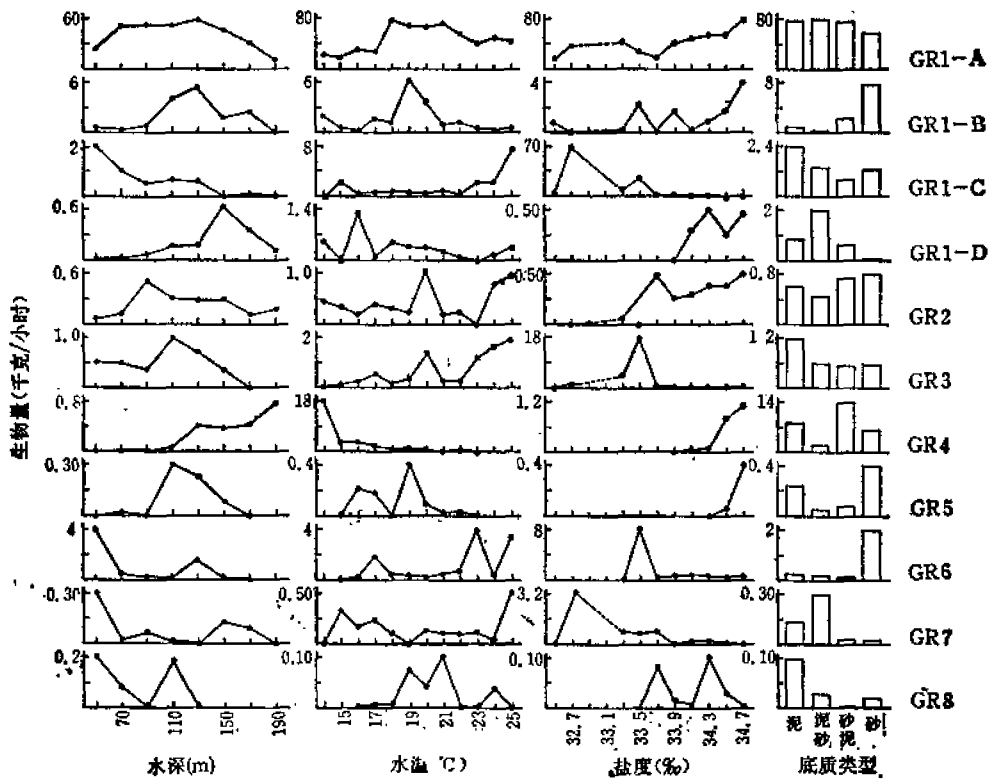 60 80 80 80 GR1-A
6 6 4 8 GR1-B
2 8 70 2.4 GR1-C
0.6 1.4 0.50 2 GR1-D
0.6 1.0 0.50 0.8 GR2
1.0 2 18 1.2 GR3
0.8 18 1.2 14 GR4
0.30 0.4 0.4 0.4 GR5
4 4 8 2 GR6
0.30 0.50 3.2 0.30 GR7
0.2 0.10 0.10 0.10 GR8
生物量(千克/小时)
70 110 150 190
15 17 19 21 23 25
32.7 33.1 33.5 33.9 34.3 34.7
泥 泥砂 砂泥 砂
水深(m) 水温(℃) 盐度(‰) 底质类型